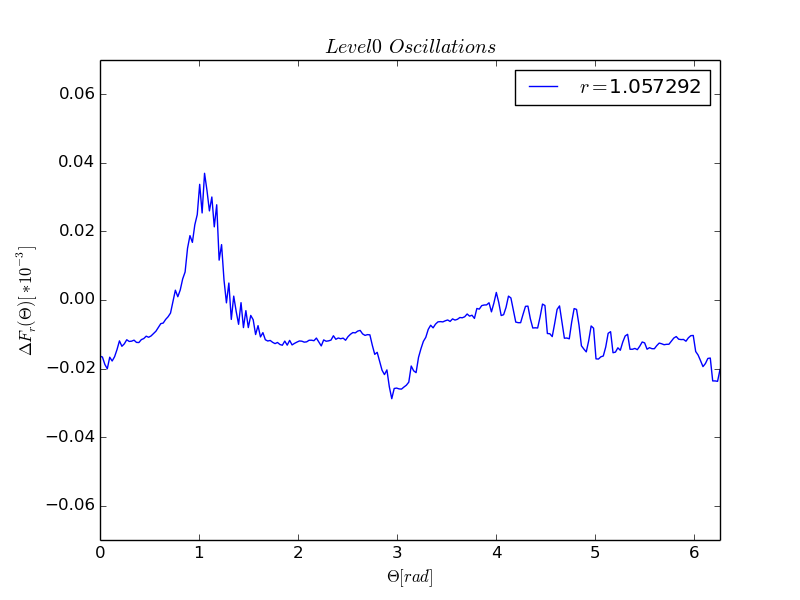 Level0 Oscillations
r=1.057292
0.06
0.04
0.02
0.00
−0.02
−0.04
−0.06
ΔF_r(Θ)[*10^{-3}]
0 1 2 3 4 5 6
Θ[rad]